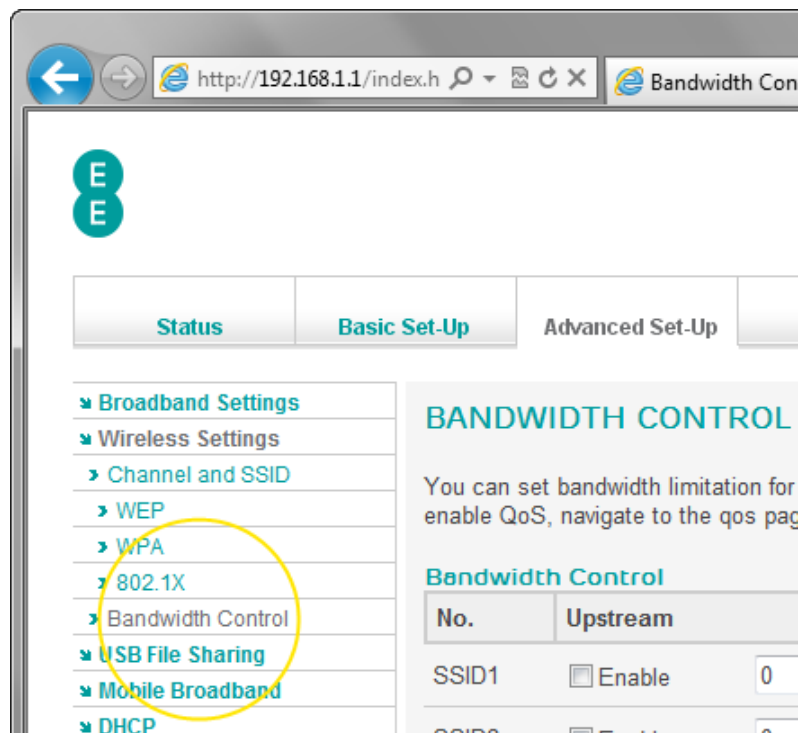 http://192.168.1.1/index.h
Bandwidth Con
E
E
Status
Basic Set-Up
Advanced Set-Up
Broadband Settings
Wireless Settings
Channel and SSID
WEP
WPA
802.1X
Bandwidth Control
USB File Sharing
Mobile Broadband
DHCP
BANDWIDTH CONTROL
You can set bandwidth limitation for
enable QoS, navigate to the qos pag
Bandwidth Control
No. Upstream
SSID1 Enable 0